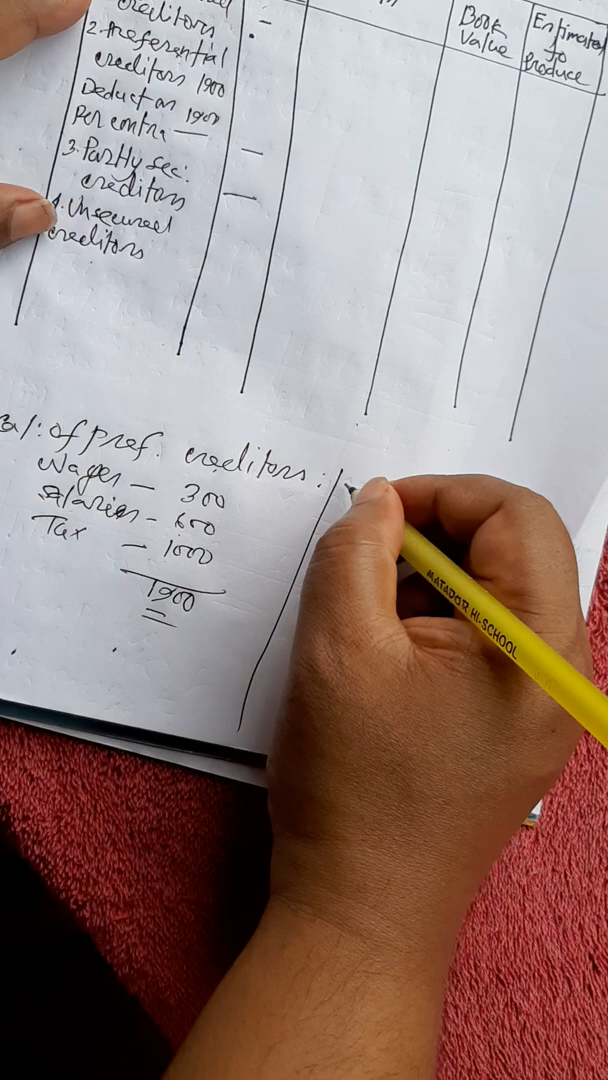 creditors
2. Preferential
creditors 1900
Deduct as 1900
Per contra —
3. Partly sec:
creditors
4. Unsecured
creditors
Book
Value
Estimated
to
produce
Cal: of pref. creditors:
Wages — 300
Salaries — 600
Tax — 1000
1900
MATADOR HI-SCHOOL